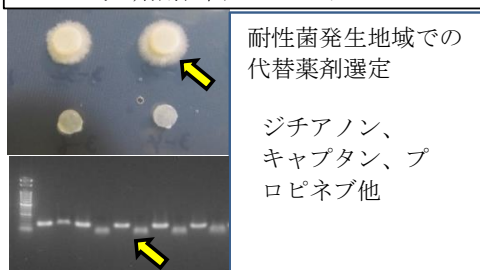 耐性菌発生地域での
代替薬剤選定
ジチアノン、
キャプタン、プ
ロピネブ他